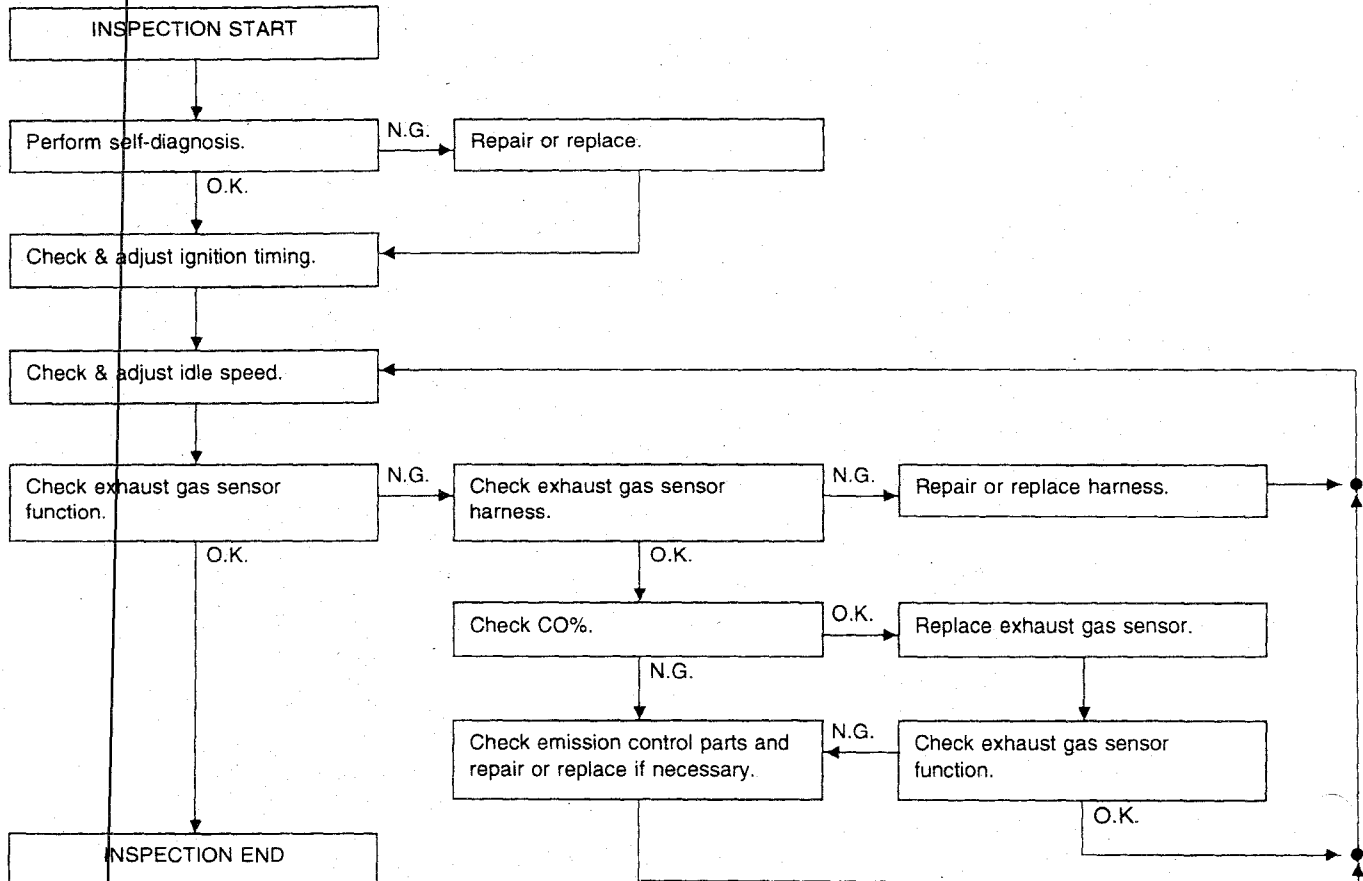 INSPECTION START
Perform self-diagnosis.
N.G.
Repair or replace.
O.K.
Check & adjust ignition timing.
Check & adjust idle speed.
Check exhaust gas sensor
function.
N.G.
Check exhaust gas sensor
harness.
N.G.
Repair or replace harness.
O.K.
O.K.
Check CO%.
O.K.
Replace exhaust gas sensor.
N.G.
Check emission control parts and
repair or replace if necessary.
N.G.
Check exhaust gas sensor
function.
O.K.
INSPECTION END